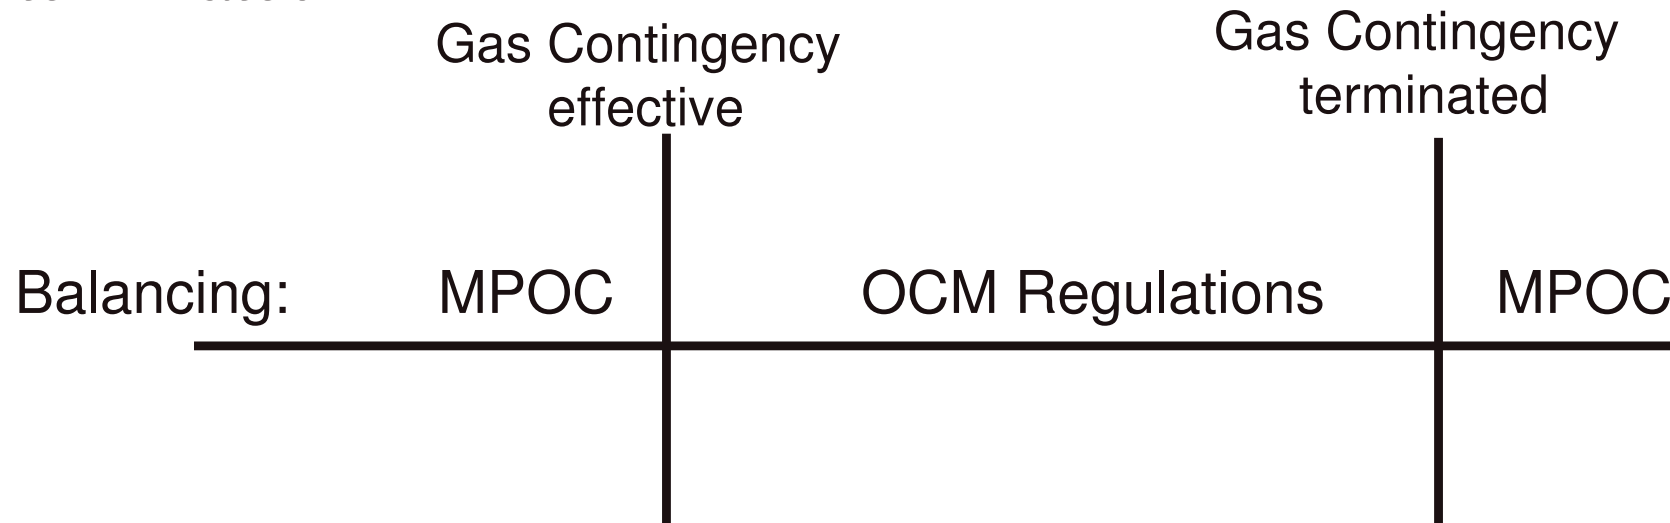 Gas Contingency
effective
Gas Contingency
terminated
Balancing: MPOC OCM Regulations MPOC